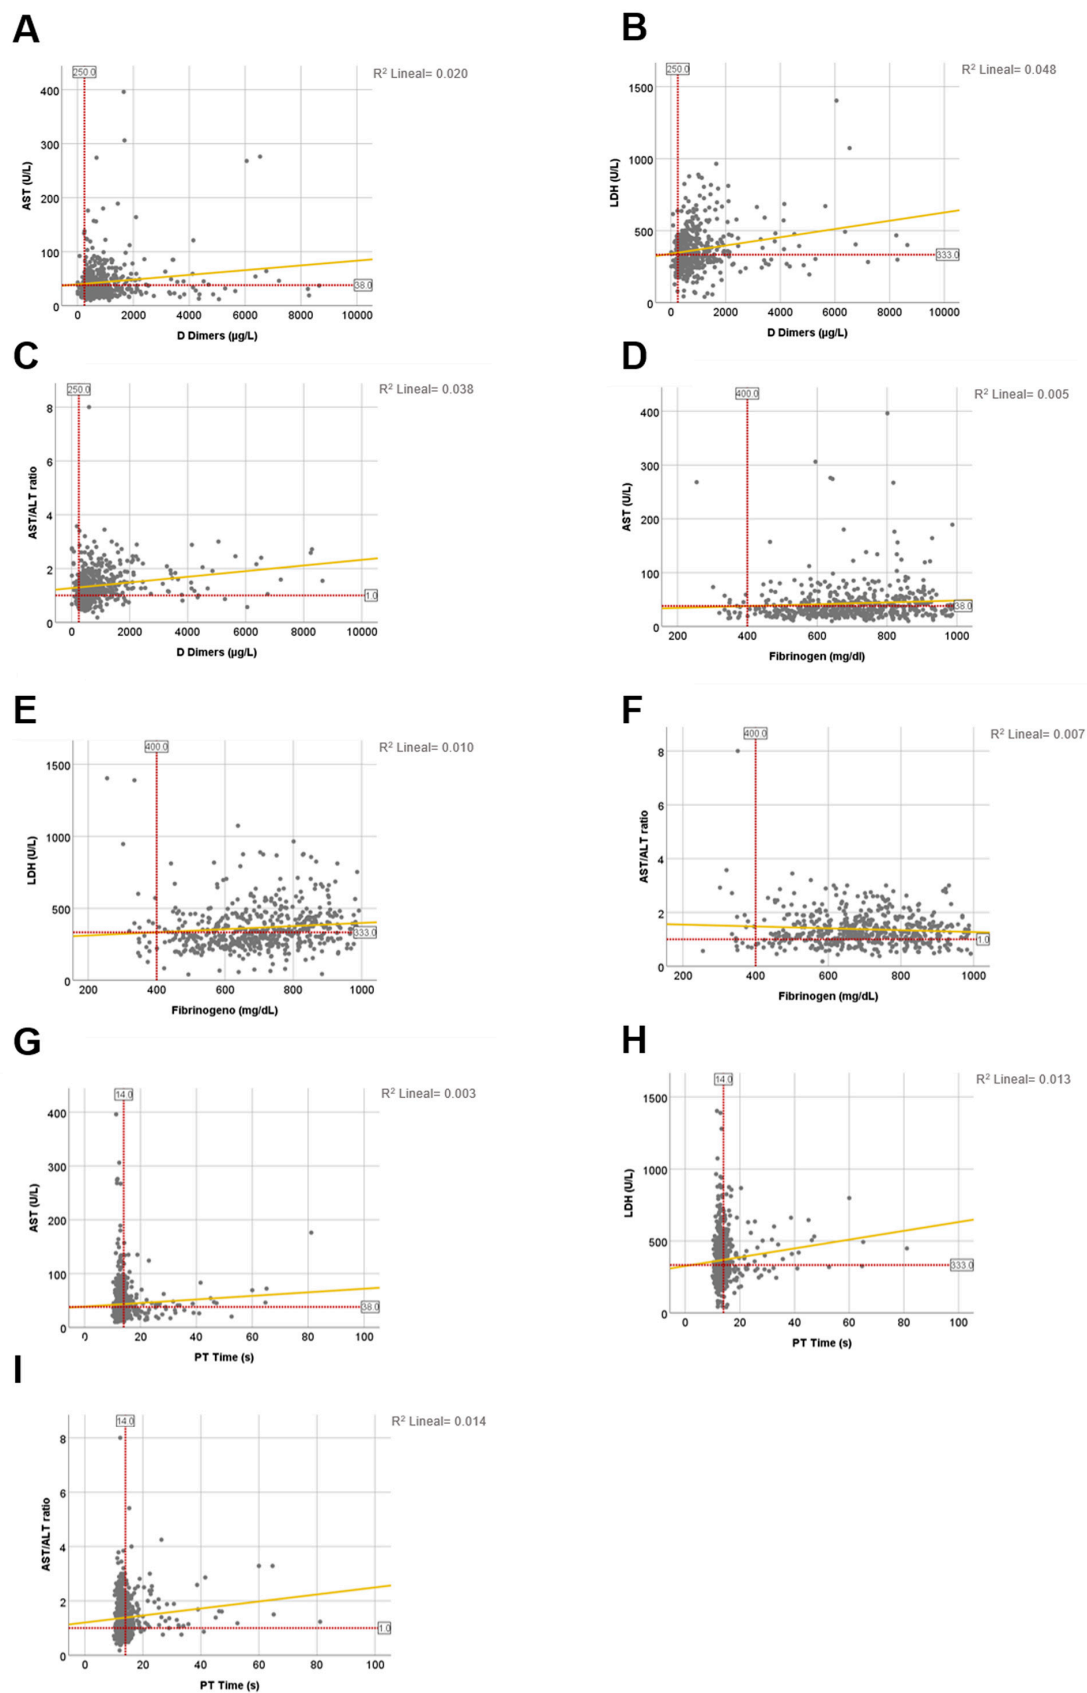 A
250.0
R² Lineal= 0.020
400
300
200
100
0
AST (U/L)
38.0
0 2000 4000 6000 8000 10000
D Dimers (µg/L)
B
250.0
R² Lineal= 0.048
1500
1000
500
0
LDH (U/L)
333.0
0 2000 4000 6000 8000 10000
D Dimers (µg/L)
C
250.0
R² Lineal= 0.038
8
6
4
2
0
AST/ALT ratio
1.0
0 2000 4000 6000 8000 10000
D Dimers (µg/L)
D
400.0
R² Lineal= 0.005
400
300
200
100
0
AST (U/L)
38.0
200 400 600 800 1000
Fibrinogen (mg/dl)
E
400.0
R² Lineal= 0.010
1500
1000
500
0
LDH (U/L)
333.0
200 400 600 800 1000
Fibrinogeno (mg/dL)
F
400.0
R² Lineal= 0.007
8
6
4
2
0
AST/ALT ratio
1.0
200 400 600 800 1000
Fibrinogen (mg/dL)
G
14.0
R² Lineal= 0.003
400
300
200
100
0
AST (U/L)
38.0
0 20 40 60 80 100
PT Time (s)
H
14.0
R² Lineal= 0.013
1500
1000
500
0
LDH (U/L)
333.0
0 20 40 60 80 100
PT Time (s)
I
14.0
R² Lineal= 0.014
8
6
4
2
0
AST/ALT ratio
1.0
0 20 40 60 80 100
PT Time (s)